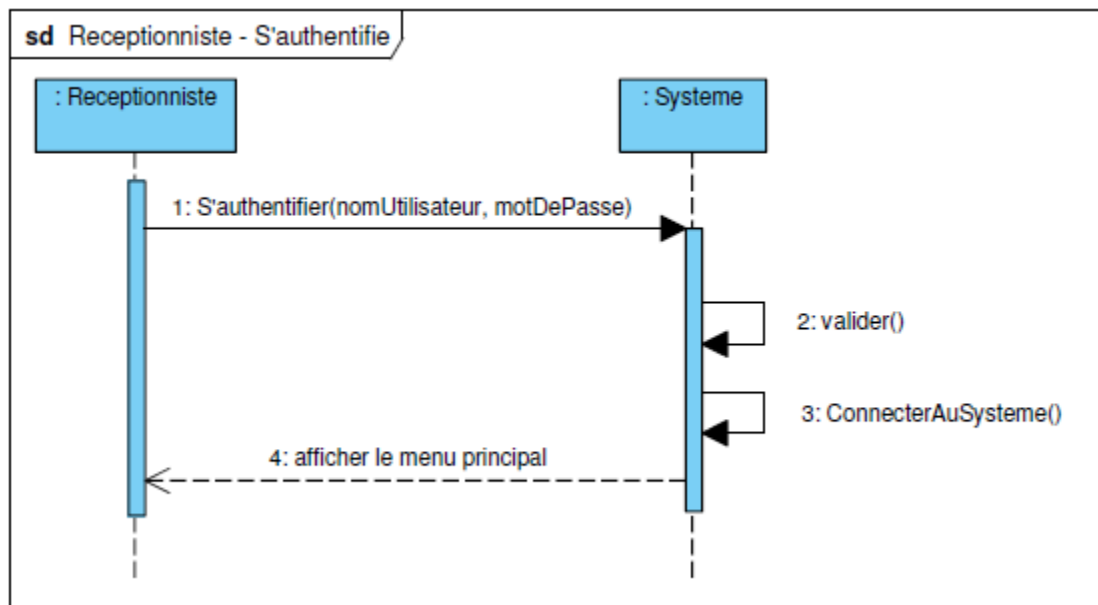 sd Receptionniste - S'authentifie
: Receptionniste
: Systeme
1: S'authentifier(nomUtilisateur, motDePasse)
2: valider()
3: ConnecterAuSysteme()
4: afficher le menu principal